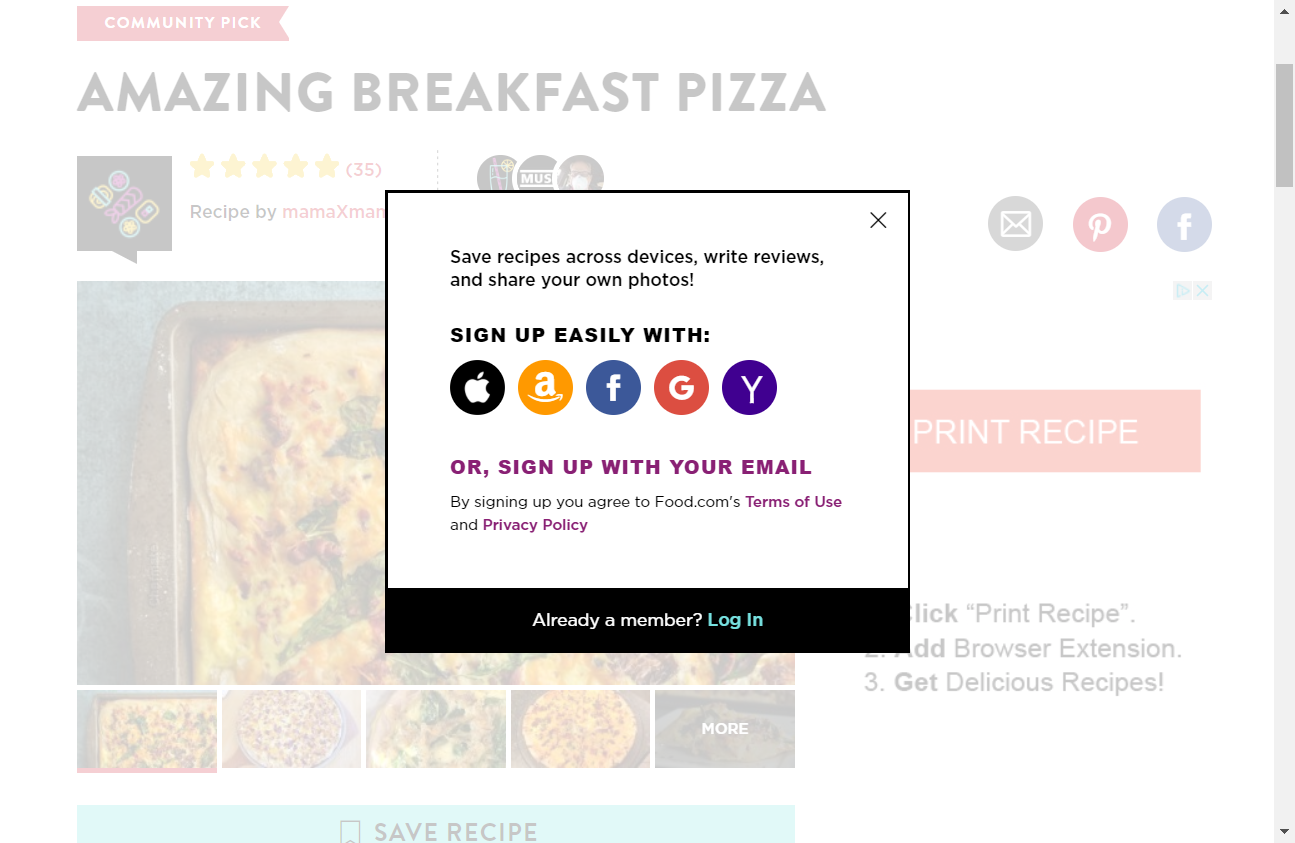 COMMUNITY PICK
AMAZING BREAKFAST PIZZA
(35)
MUS
Recipe by mamaXmam
Save recipes across devices, write reviews,
and share your own photos!
SIGN UP EASILY WITH:
PRINT RECIPE
OR, SIGN UP WITH YOUR EMAIL
By signing up you agree to Food.com's Terms of Use
and Privacy Policy
Already a member? Log In
Click “Print Recipe”.
2. Add Browser Extension.
3. Get Delicious Recipes!
MORE
SAVE RECIPE